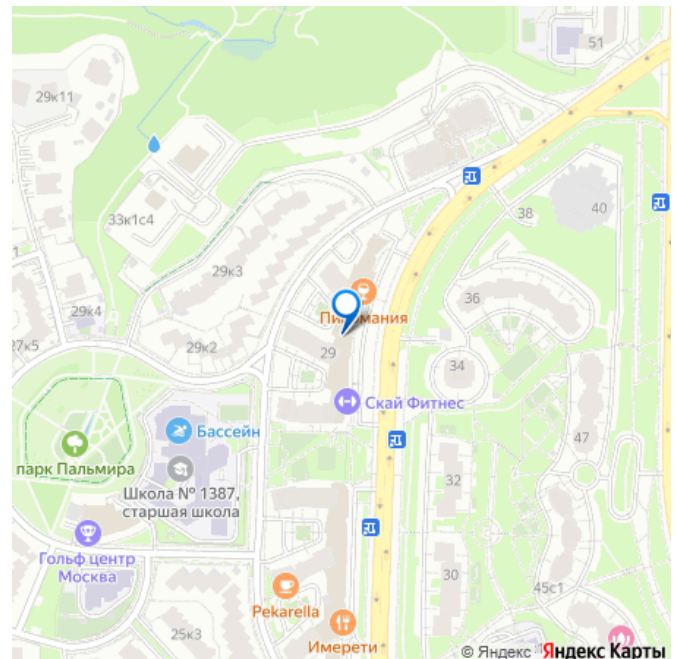 51
29к11
33к1с4
38
40
29к3
36
29к4
27к5
29к2
29
34
Скай Фитнес
47
Бассейн
парк Пальмира
Школа № 1387,
старшая школа
32
Гольф центр
Москва
30
45с1
Pekarella
25к3
Имерети
© Яндекс
Яндекс Карты